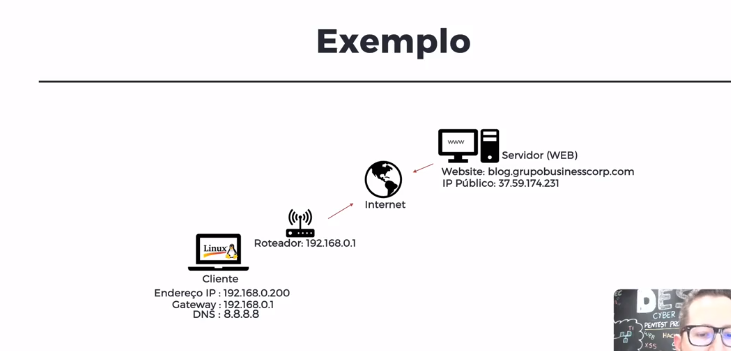 Exemplo
www
Servidor (WEB)
Website: blog.grupobusinesscorp.com
IP Público: 37.59.174.231
Internet
Roteador: 192.168.0.1
Linux
Cliente
Endereço IP : 192.168.0.200
Gateway : 192.168.0.1
DNS : 8.8.8.8
DES
CYBER
PENTEST PRO
XSS